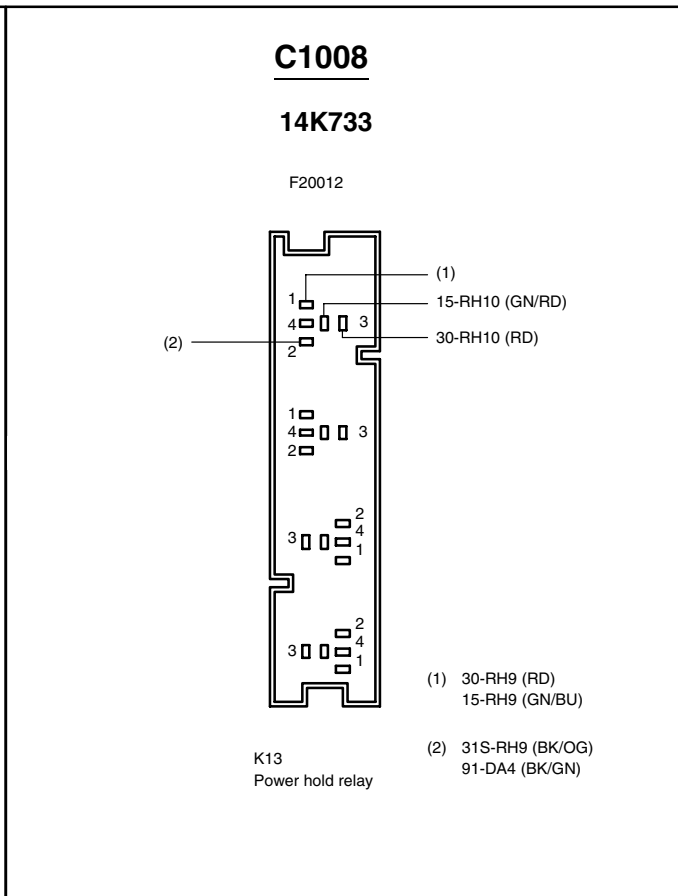 C1008
14K733
F20012
(1)
1
15-RH10 (GN/RD)
4
3
30-RH10 (RD)
(2)
2
1
4
3
2
2
3
4
1
2
3
4
1
(1) 30-RH9 (RD)
15-RH9 (GN/BU)
(2) 31S-RH9 (BK/OG)
91-DA4 (BK/GN)
K13
Power hold relay